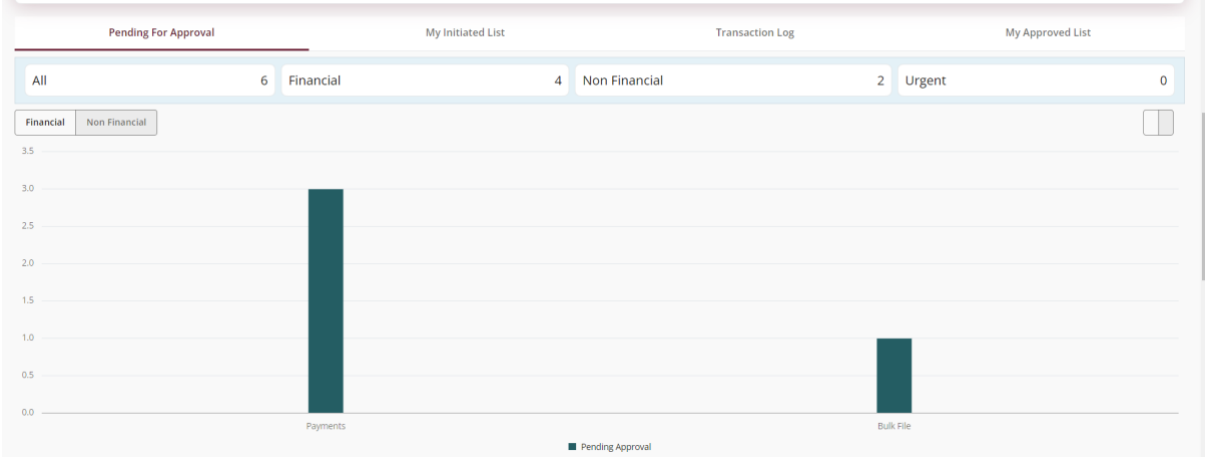 Pending For Approval My Initiated List Transaction Log My Approved List
All 6 Financial 4 Non Financial 2 Urgent 0
Financial Non Financial
3.5
3.0
2.5
2.0
1.5
1.0
0.5
0.0
Payments Bulk File
Pending Approval